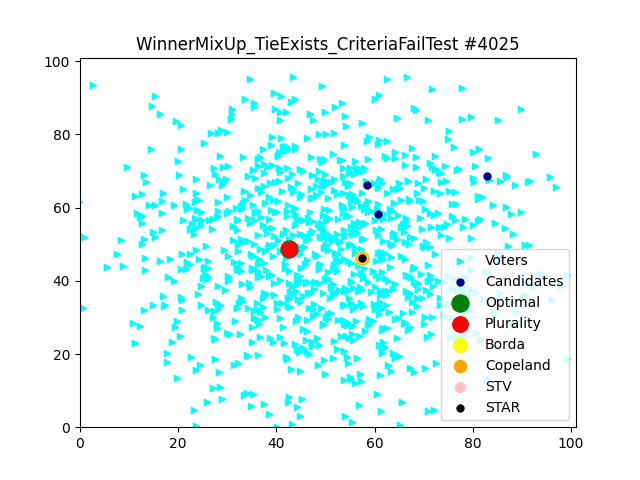 WinnerMixUp_TieExists_CriteriaFailTest #4025
100
80
60
40
20
0
0
20
40
60
80
100
Voters
Candidates
Optimal
Plurality
Borda
Copeland
STV
STAR